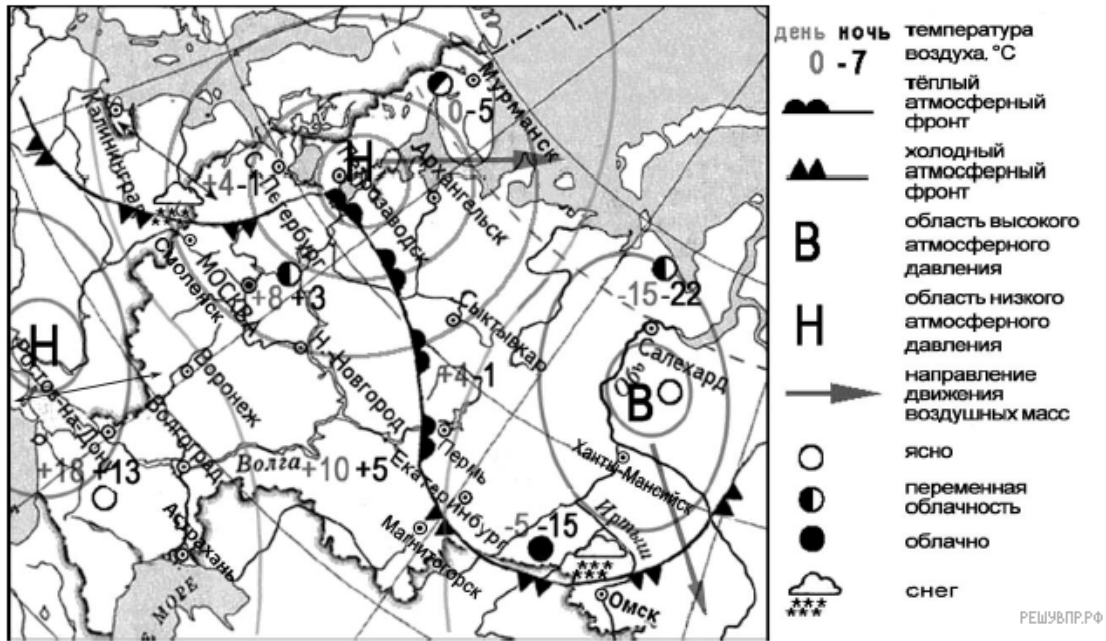 Мурманск
0 -5
Калининград
С.Петербург
+4 -1
Н
Петрозаводск
Архангельск
Смоленск
МОСКВА
+8 +3
Сыктывкар
-15 -22
Салехард
Обь
В
Н
Воронеж
Н-Новгород
+4 -1
Ростов-на-Дону
+18 +13
Волгоград
Волга
+10 +5
Пермь
Екатеринбург
Ханты-Мансийск
Иртыш
-5 -15
Магнитогорск
Астрахань
Е МОРЕ
Омск
день ночь
0 -7
температура
воздуха, °С
тёплый
атмосферный
фронт
холодный
атмосферный
фронт
В
область высокого
атмосферного
давления
Н
область низкого
атмосферного
давления
направление
движения
воздушных масс
ясно
переменная
облачность
облачно
снег
РЕШУВПР.РФ